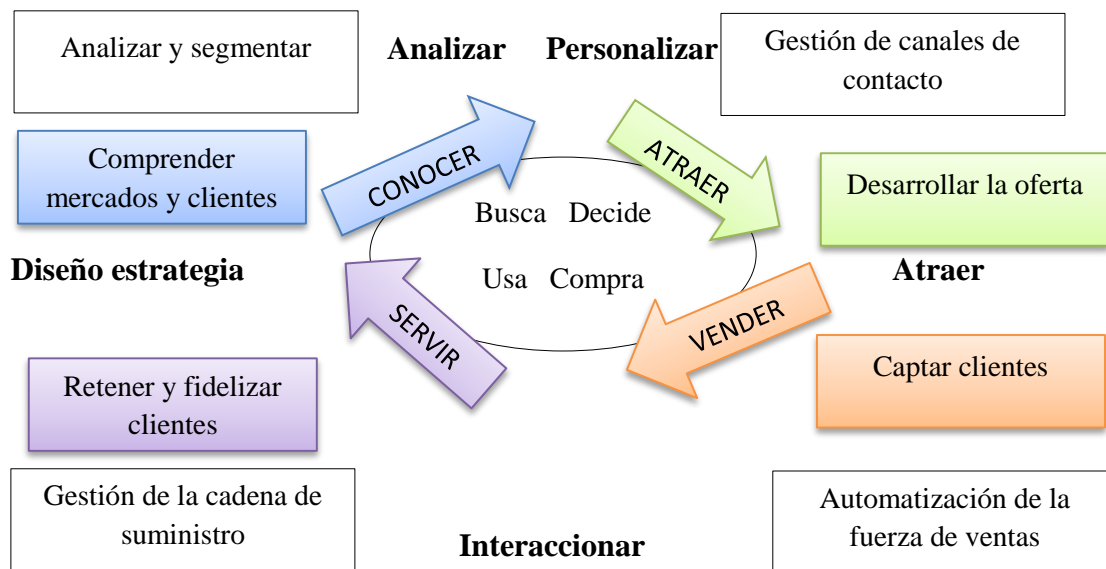 Analizar y segmentar
Analizar
Personalizar
Gestión de canales de
contacto
Comprender
mercados y clientes
CONOCER
ATRAER
Desarrollar la oferta
Busca Decide
Diseño estrategia
Usa Compra
Atraer
SERVIR
VENDER
Retener y fidelizar
clientes
Captar clientes
Gestión de la cadena de
suministro
Interaccionar
Automatización de la
fuerza de ventas